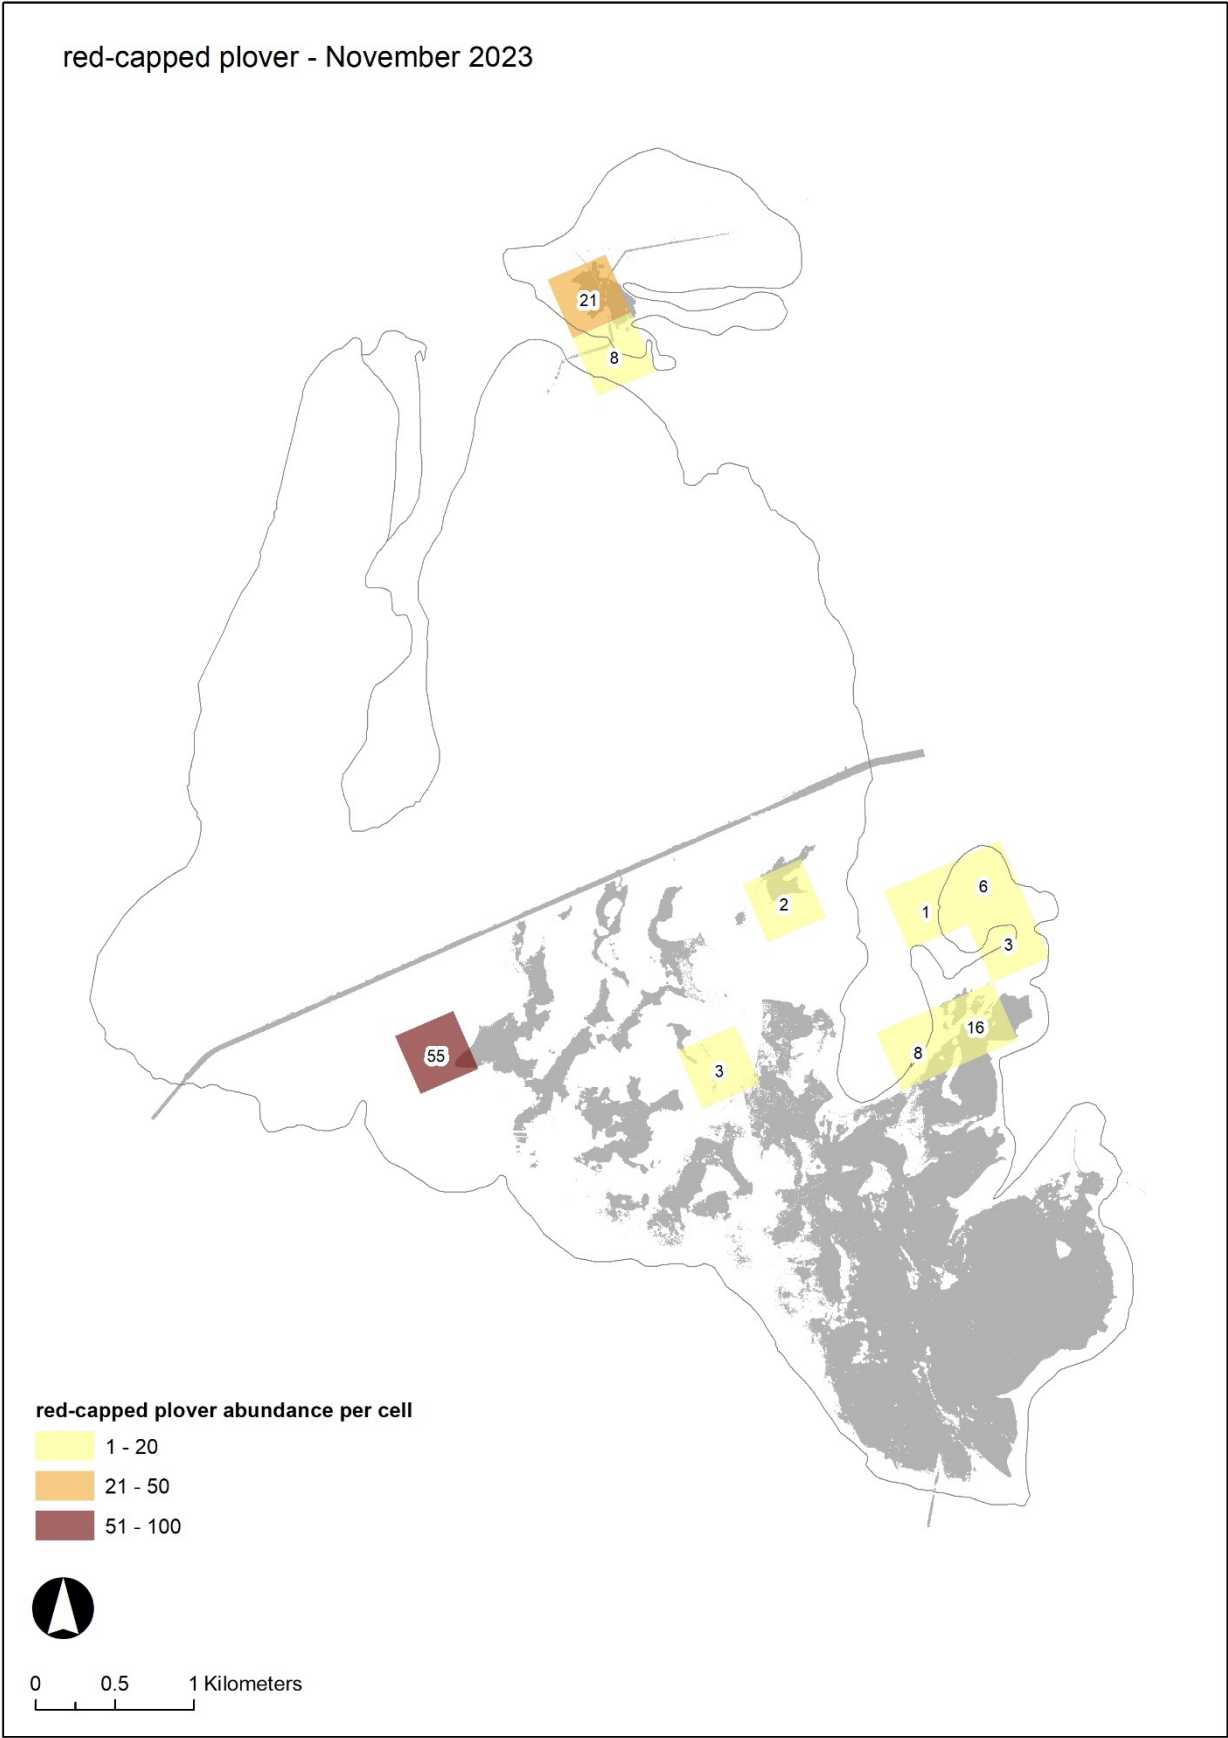 red-capped plover - November 2023
21
8
6
2
1
3
16
8
55
3
red-capped plover abundance per cell
1 - 20
21 - 50
51 - 100
0 0.5 1 Kilometers